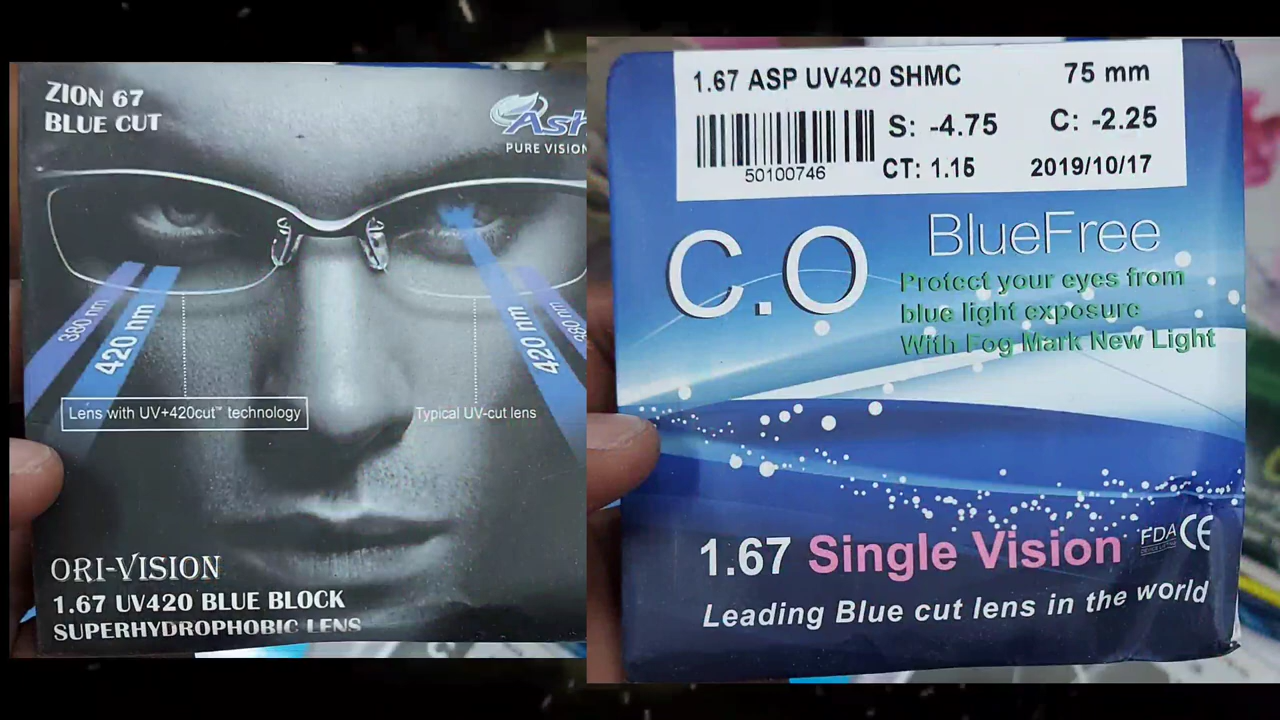 ZION 67
BLUE CUT
PURE VISION
380 nm
420 nm
420 nm
Lens with UV+420cut™ technology
Typical UV-cut lens
ORI-VISION
1.67 UV420 BLUE BLOCK
SUPERHYDROPHOBIC LENS
1.67 ASP UV420 SHMC 75 mm
S: -4.75 C: -2.25
50100746
CT: 1.15 2019/10/17
C.O
BlueFree
Protect your eyes from
blue light exposure
With Fog Mark New Light
1.67 Single Vision
FDA CE
Leading Blue cut lens in the world